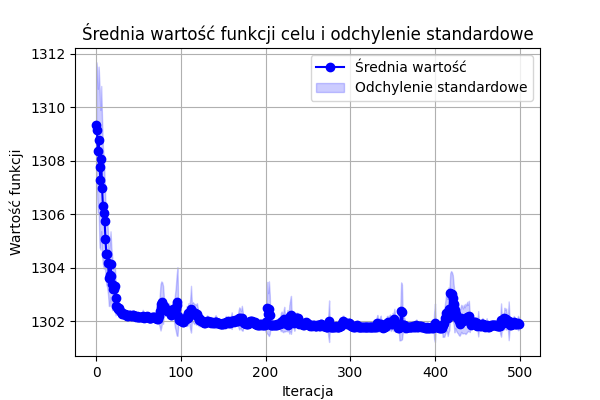 Średnia wartość funkcji celu i odchylenie standardowe
Średnia wartość
Odchylenie standardowe
Wartość funkcji
1312
1310
1308
1306
1304
1302
0 100 200 300 400 500
Iteracja